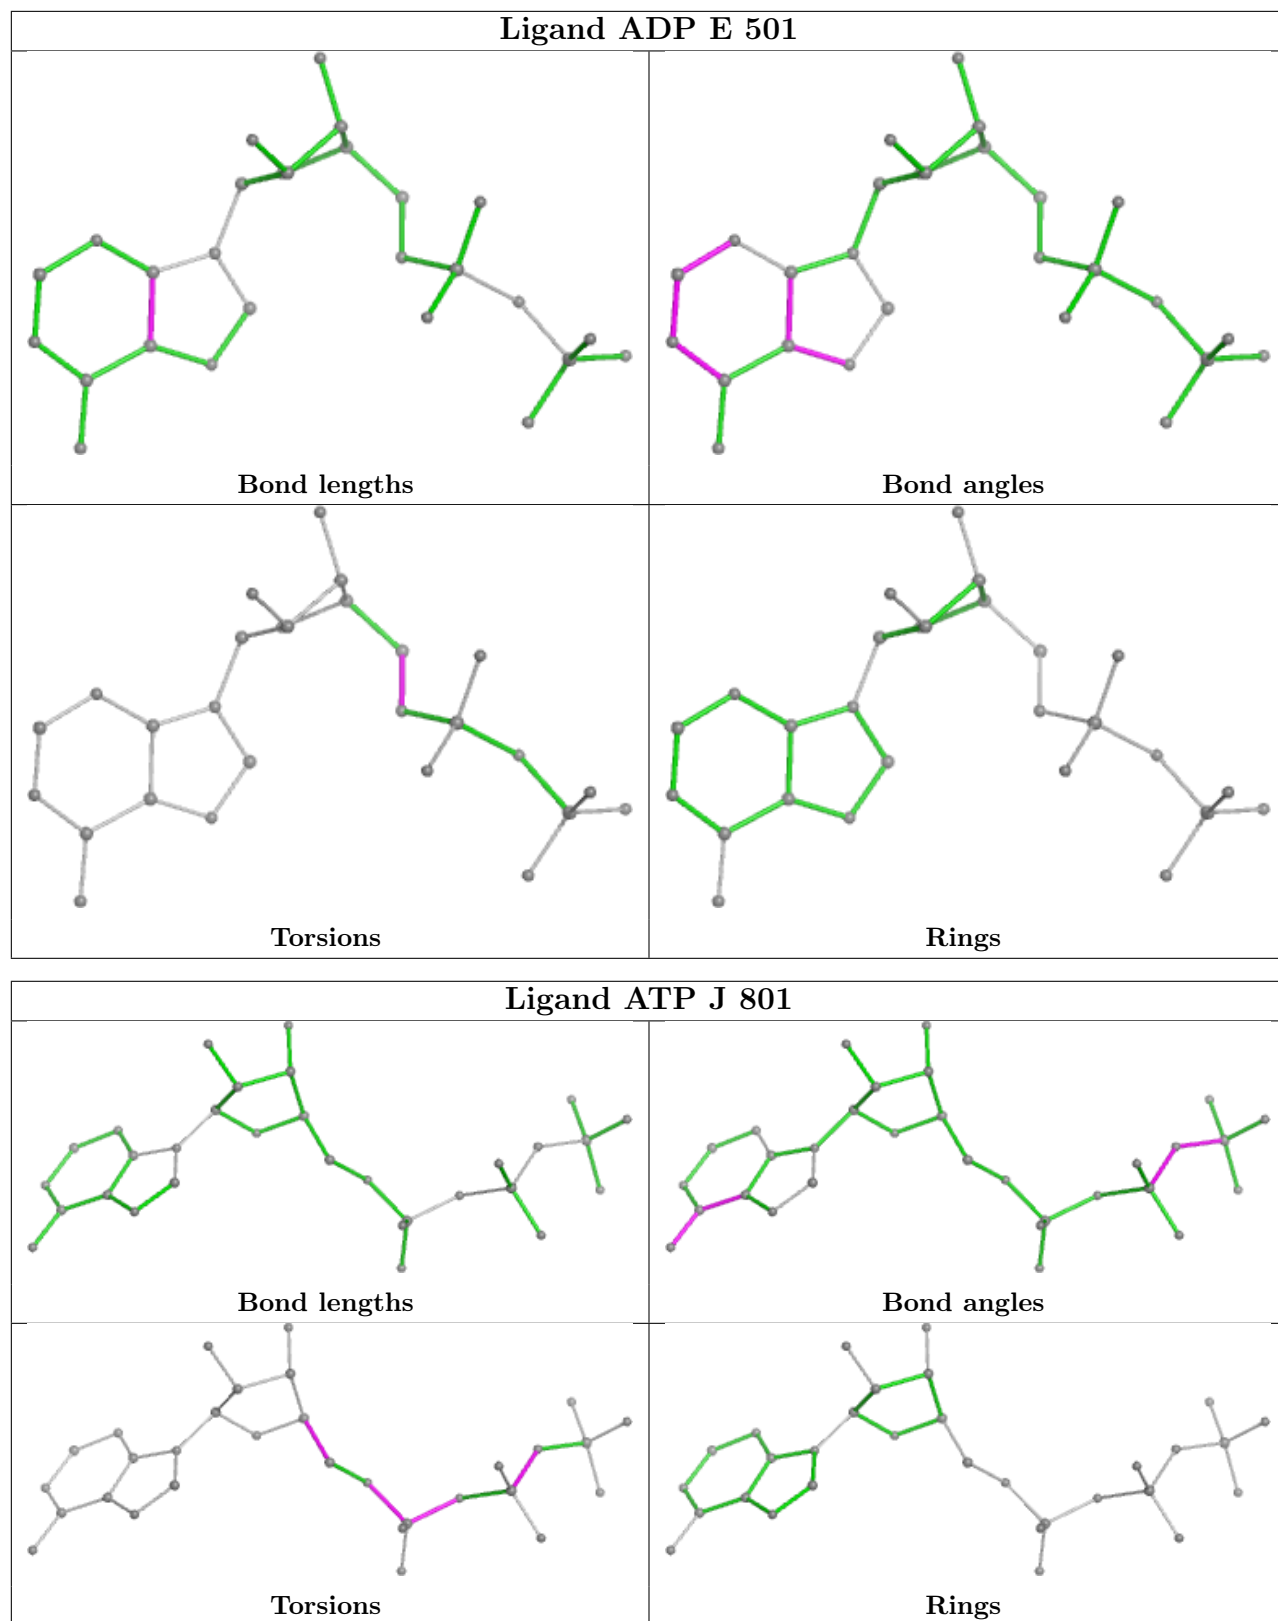 Ligand ADP E 501
Bond lengths
Bond angles
Torsions
Rings
Ligand ATP J 801
Bond lengths
Bond angles
Torsions
Rings